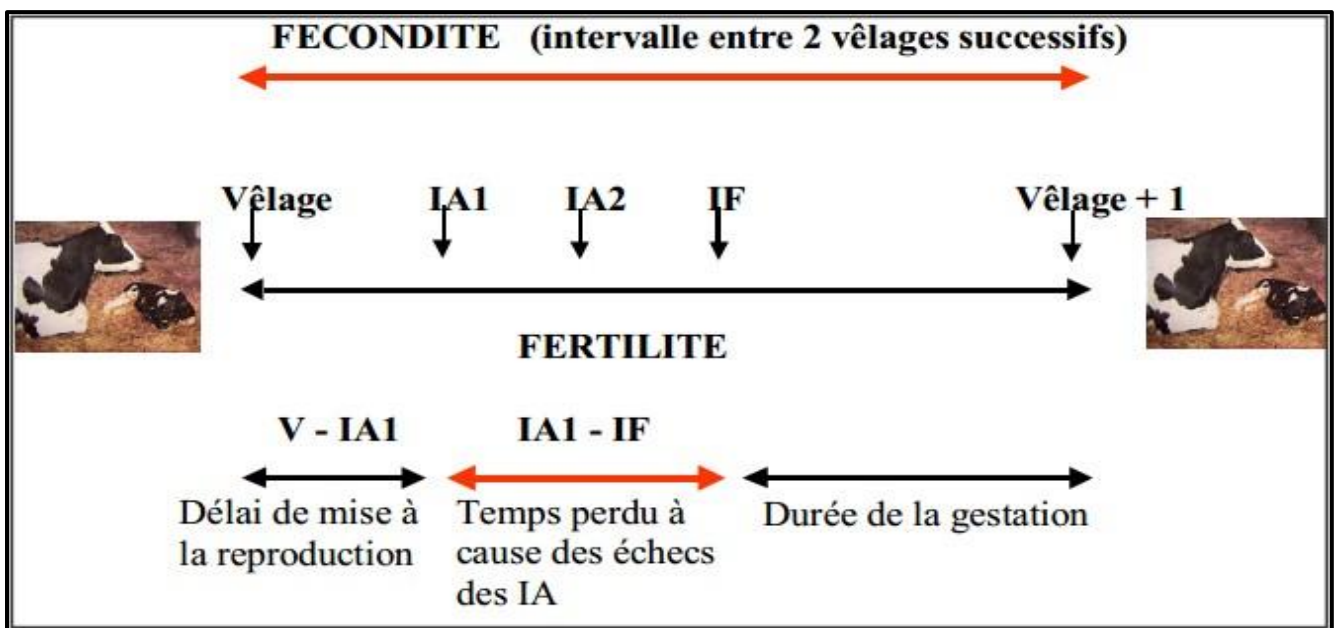 FECONDITE (intervalle entre 2 vêlages successifs)
Vêlage IA1 IA2 IF Vêlage + 1
FERTILITE
V - IA1 IA1 - IF
Délai de mise à la reproduction
Temps perdu à cause des échecs des IA
Durée de la gestation